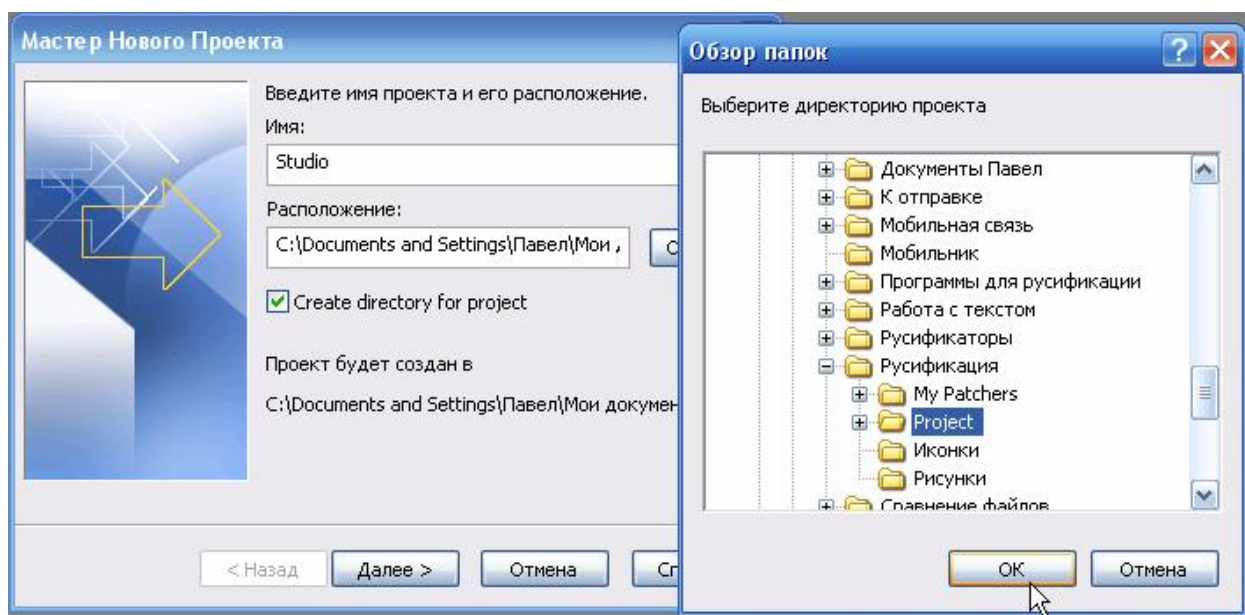 Мастер Нового Проекта
Введите имя проекта и его расположение.
Имя:
Studio
Расположение:
C:\Documents and Settings\Павел\Мои
Create directory for project
Проект будет создан в
C:\Documents and Settings\Павел\Мои докумен
< Назад
Далее >
Отмена
Сп
Обзор папок
Выберите директорию проекта
Документы Павел
К отправке
Мобильная связь
Мобильник
Программы для русификации
Работа с текстом
Русификаторы
Русификация
My Patchers
Project
Иконки
Рисунки
Сравнение файлов
OK
Отмена